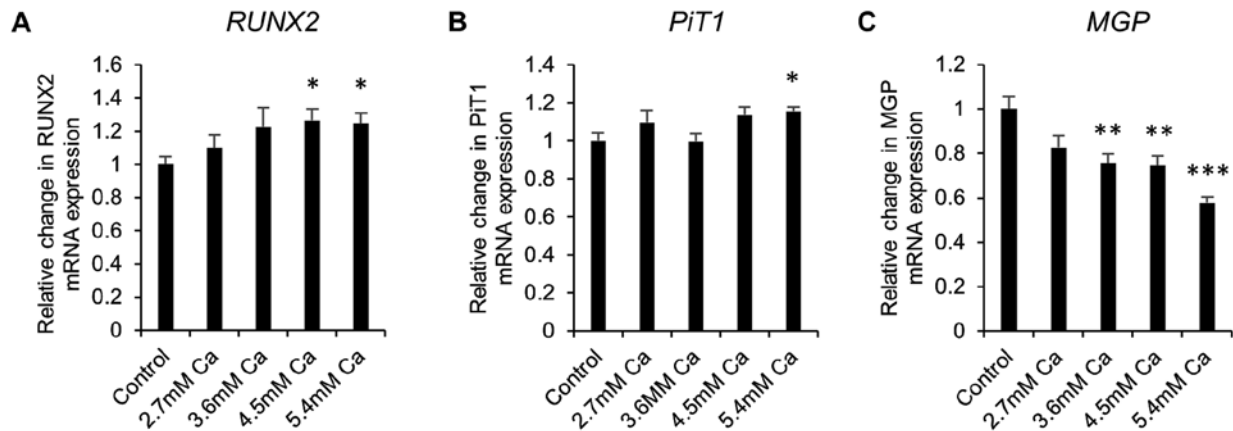 A
RUNX2
Relative change in RUNX2
mRNA expression
1.6
1.4
1.2
1
0.8
0.6
0.4
0.2
0
*
*
Control
2.7mM Ca
3.6mM Ca
4.5mM Ca
5.4mM Ca
B
PiT1
Relative change in PiT1
mRNA expression
1.4
1.2
1
0.8
0.6
0.4
0.2
0
*
Control
2.7mM Ca
3.6MM Ca
4.5mM Ca
5.4mM Ca
C
MGP
Relative change in MGP
mRNA expression
1.2
1
0.8
0.6
0.4
0.2
0
**
**
***
Control
2.7mM Ca
3.6mM Ca
4.5mM Ca
5.4mM Ca